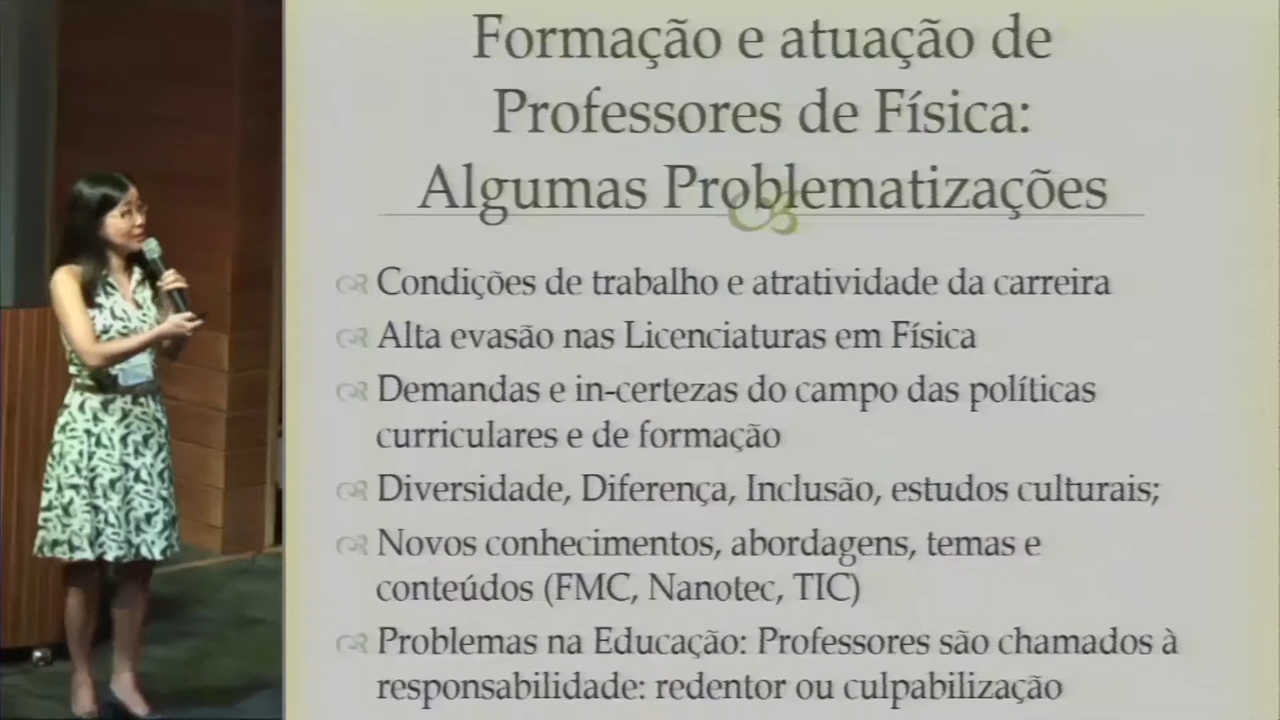 Formação e atuação de
Professores de Física:
Algumas Problematizações
Condições de trabalho e atratividade da carreira
Alta evasão nas Licenciaturas em Física
Demandas e in-certezas do campo das políticas
curriculares e de formação
Diversidade, Diferença, Inclusão, estudos culturais;
Novos conhecimentos, abordagens, temas e
conteúdos (FMC, Nanotec, TIC)
Problemas na Educação: Professores são chamados à
responsabilidade: redentor ou culpabilização